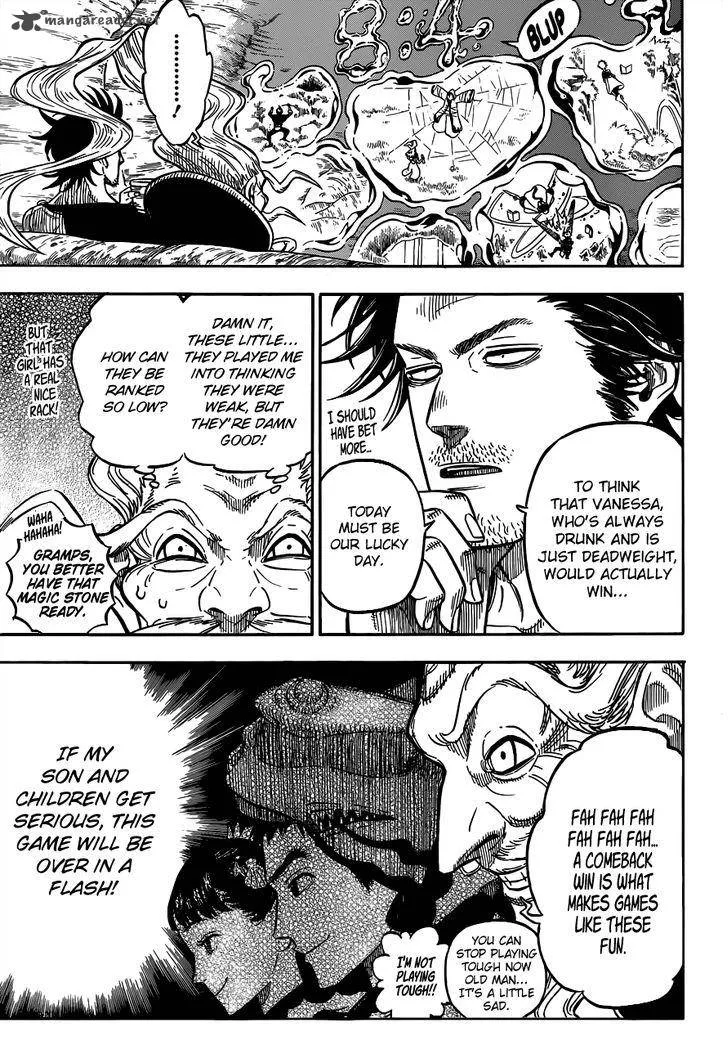 mangareader.net
8:4
BLUP
..........
TO THINK
THAT VANESSA,
WHO'S ALWAYS
DRUNK AND IS
JUST DEADWEIGHT,
WOULD ACTUALLY
WIN...
I SHOULD
HAVE BET
MORE..
TODAY
MUST BE
OUR LUCKY
DAY.
DAMN IT,
THESE LITTLE...
THEY PLAYED ME
INTO THINKING
THEY WERE
WEAK, BUT
THEY'RE DAMN
GOOD!
HOW CAN
THEY BE
RANKED
SO LOW?
BUT
THAT
GIRL HAS
A REAL
NICE
RACK!
WAHA
HAHAHA!
GRAMPS,
YOU BETTER
HAVE THAT
MAGIC STONE
READY.
FAH FAH FAH
FAH FAH FAH...
A COMEBACK
WIN IS WHAT
MAKES GAMES
LIKE THESE
FUN.
YOU CAN
STOP PLAYING
TOUGH NOW
OLD MAN...
IT'S A LITTLE
SAD.
I'M NOT
PLAYING
TOUGH!!
IF MY
SON AND
CHILDREN GET
SERIOUS, THIS
GAME WILL BE
OVER IN A
FLASH!